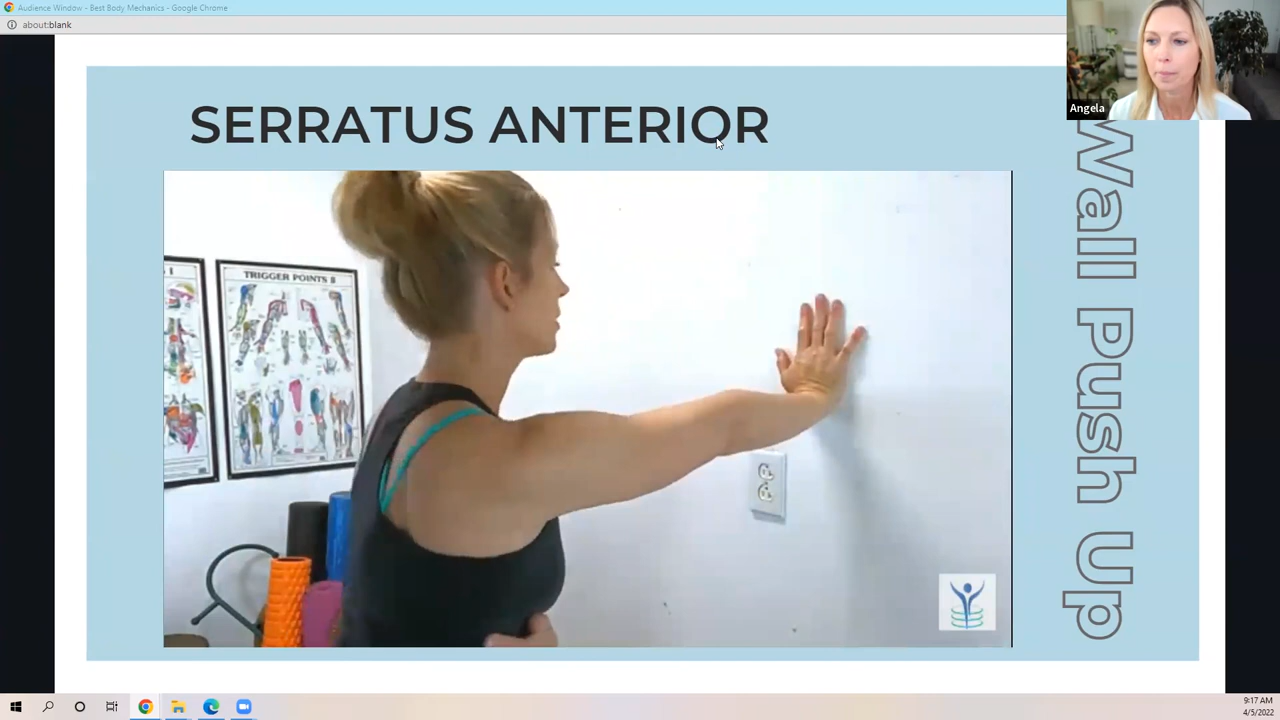 Audience Window - Best Body Mechanics - Google Chrome
about:blank
Angela
SERRATUS ANTERIOR
Wall Push Up
TRIGGER POINTS II
9:17 AM
4/5/2022